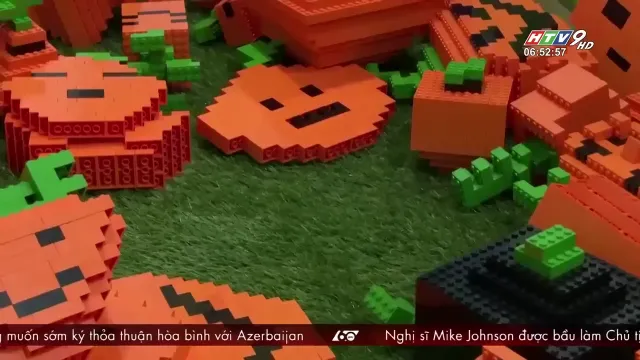 HTV9 HD
06:52:57
muốn sớm ký thỏa thuận hòa bình với Azerbaijan
60
Nghị sĩ Mike Johnson được bầu làm Chủ